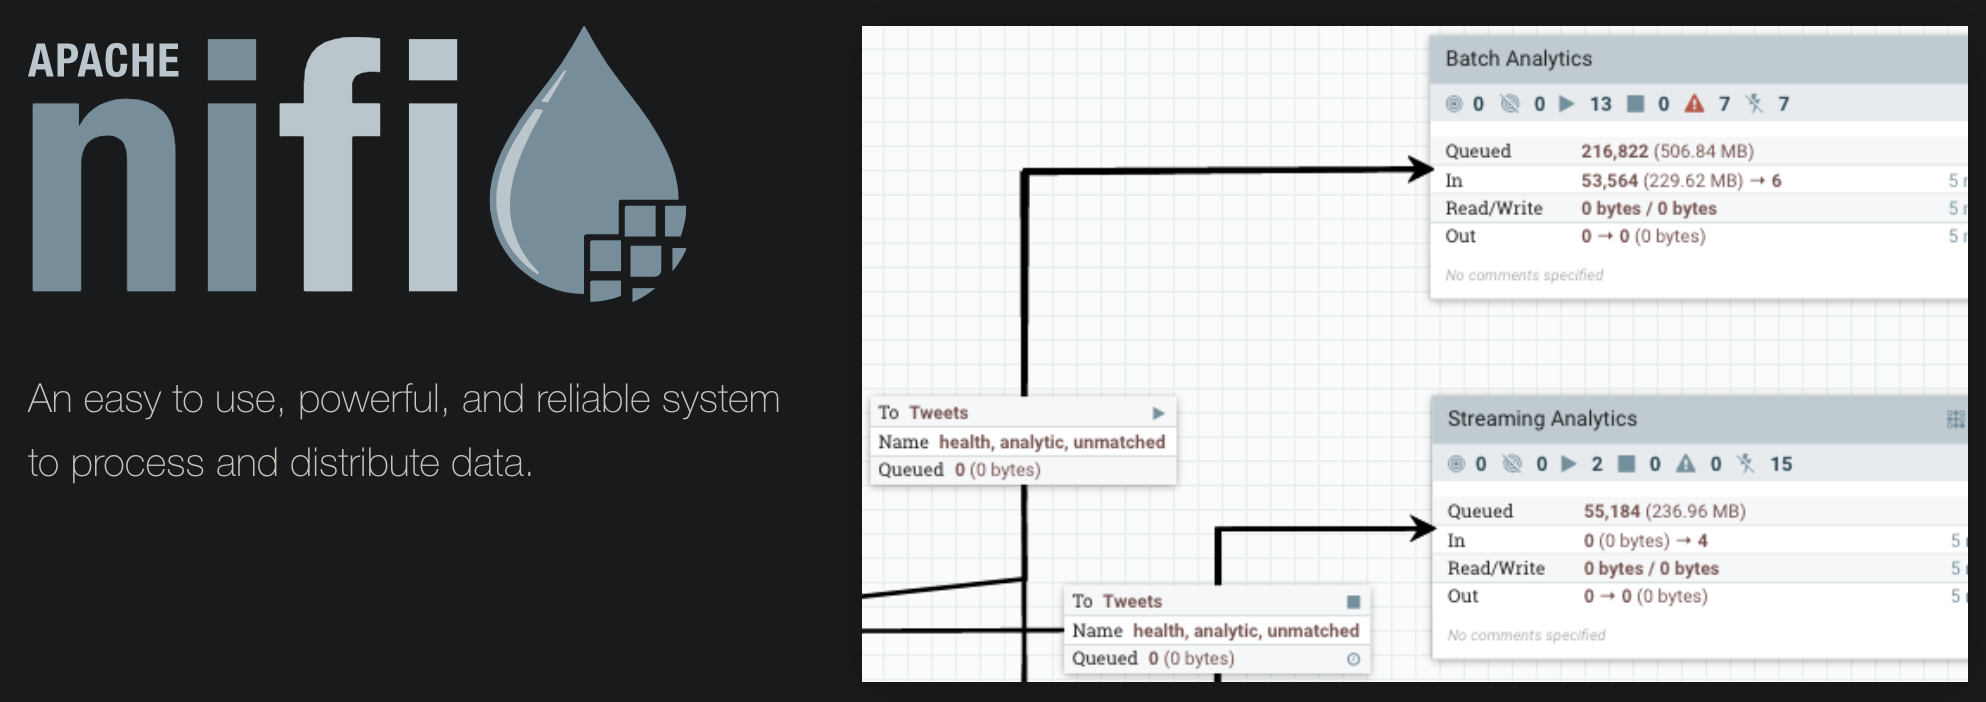 APACHE
nifi
An easy to use, powerful, and reliable system
to process and distribute data.
Batch Analytics
0 0 13 0 7 7
Queued 216,822 (506.84 MB)
In 53,564 (229.62 MB) → 6 5
Read/Write 0 bytes / 0 bytes 5
Out 0 → 0 (0 bytes) 5
No comments specified
To Tweets
Name health, analytic, unmatched
Queued 0 (0 bytes)
Streaming Analytics
0 0 2 0 0 15
Queued 55,184 (236.96 MB)
In 0 (0 bytes) → 4 5
Read/Write 0 bytes / 0 bytes 5
Out 0 → 0 (0 bytes) 5
No comments specified
To Tweets
Name health, analytic, unmatched
Queued 0 (0 bytes)